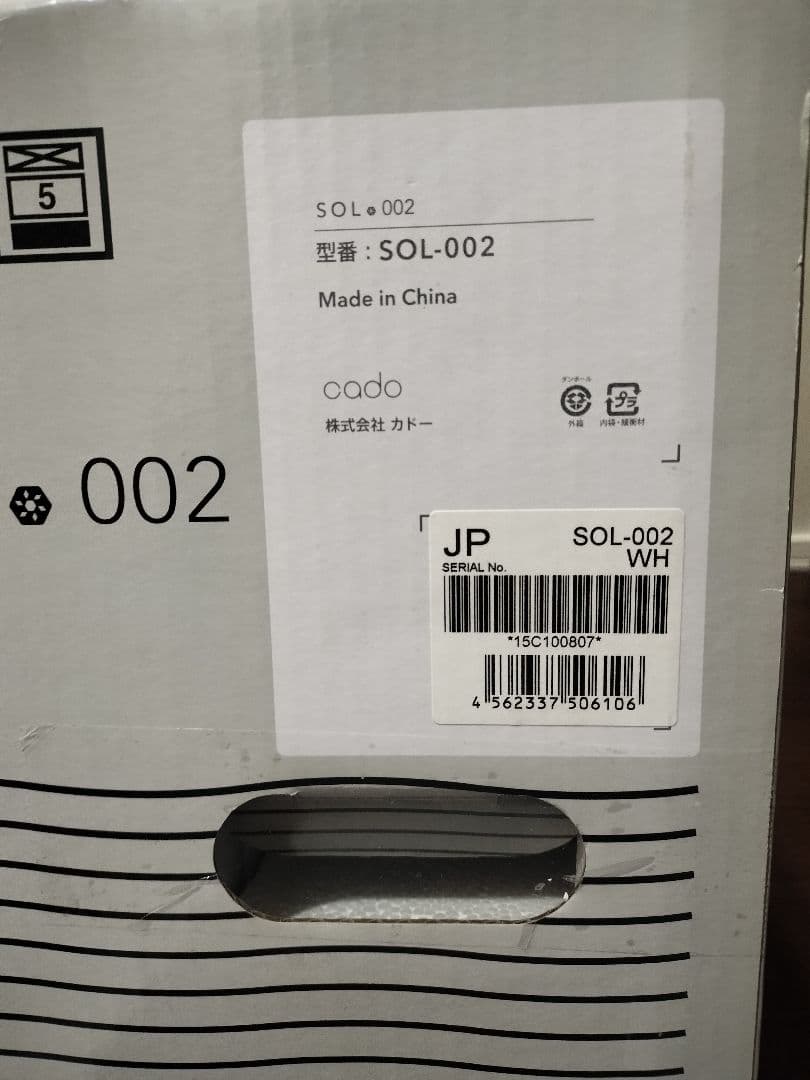 5
SOL 002
型番：SOL-002
Made in China
cado
株式会社 カドー
ダンボール
外箱
プラ
内袋・緩衝材
002
JP
SOL-002
WH
SERIAL No.
*15C100807*
4 562337 506106